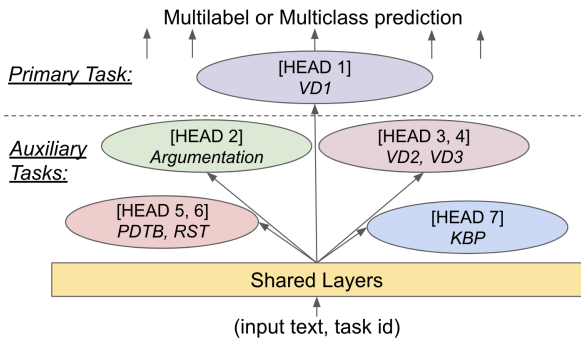 Multilabel or Multiclass prediction
Primary Task:
[HEAD 1]
VD1
Auxiliary
Tasks:
[HEAD 2]
Argumentation
[HEAD 3, 4]
VD2, VD3
[HEAD 5, 6]
PDTB, RST
[HEAD 7]
KBP
Shared Layers
(input text, task id)